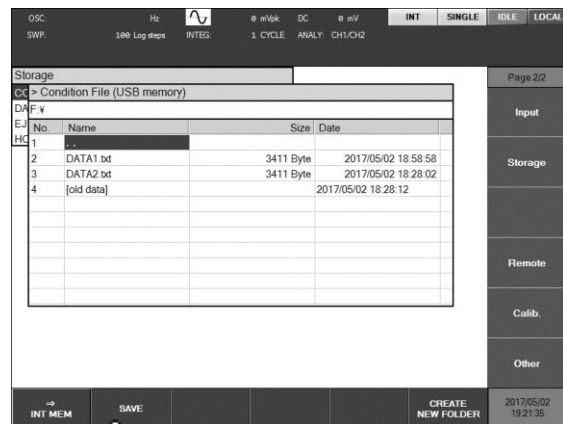 OSC: Hz 0 mVpk DC 0 mV INT SINGLE IDLE LOCAL
SWP: 100 Log steps INTEG: 1 CYCLE ANALY: CH1/CH2
Storage
Page 2/2
> Condition File (USB memory)
F:¥
DA
EJ
HC
No. Name Size Date
1 ..
2 DATA1.txt 3411 Byte 2017/05/02 18:58:58
3 DATA2.txt 3411 Byte 2017/05/02 18:28:02
4 [old data] 2017/05/02 18:28:12
Input
Storage
Remote
Calib.
Other
⇒
INT MEM
SAVE
CREATE
NEW FOLDER
2017/05/02
19:21:35